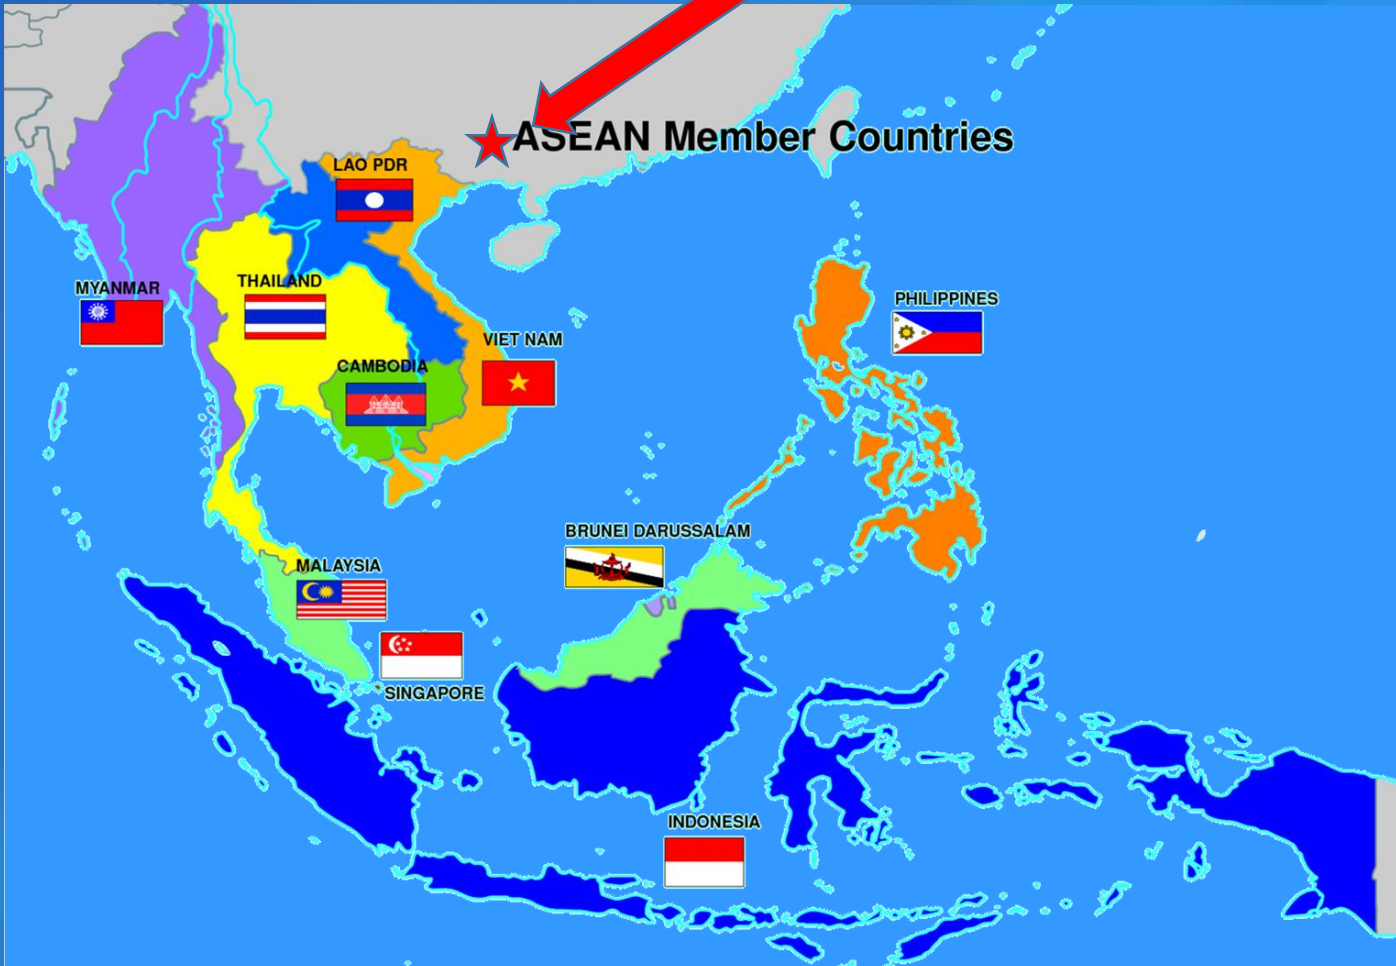 ASEAN Member Countries
LAO PDR
MYANMAR
THAILAND
PHILIPPINES
VIET NAM
CAMBODIA
BRUNEI DARUSSALAM
MALAYSIA
SINGAPORE
INDONESIA